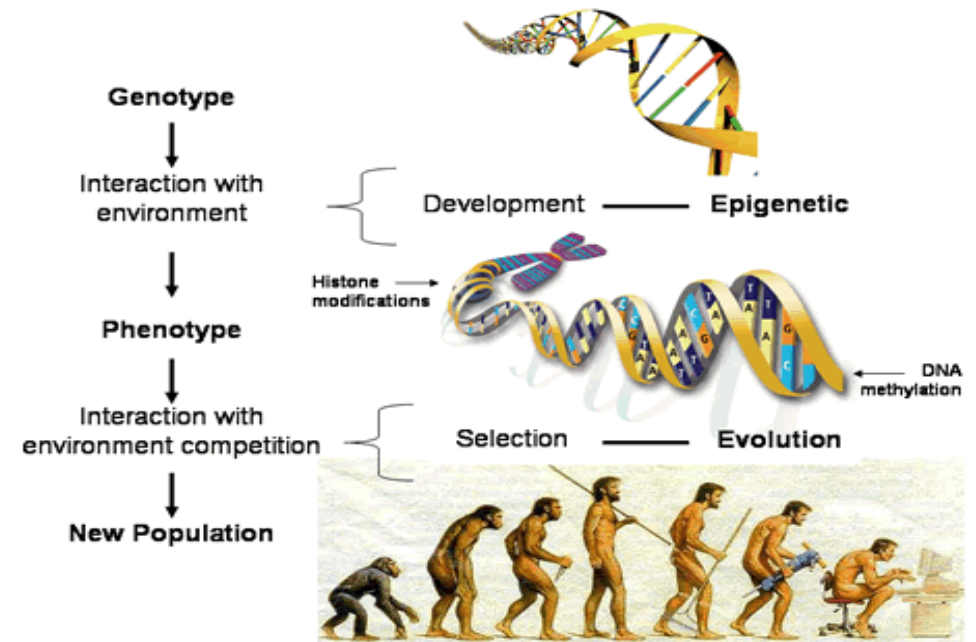 Genotype
Interaction with
environment
Development
Epigenetic
Histone
modifications
Phenotype
DNA
methylation
Interaction with
environment competition
Selection
Evolution
New Population